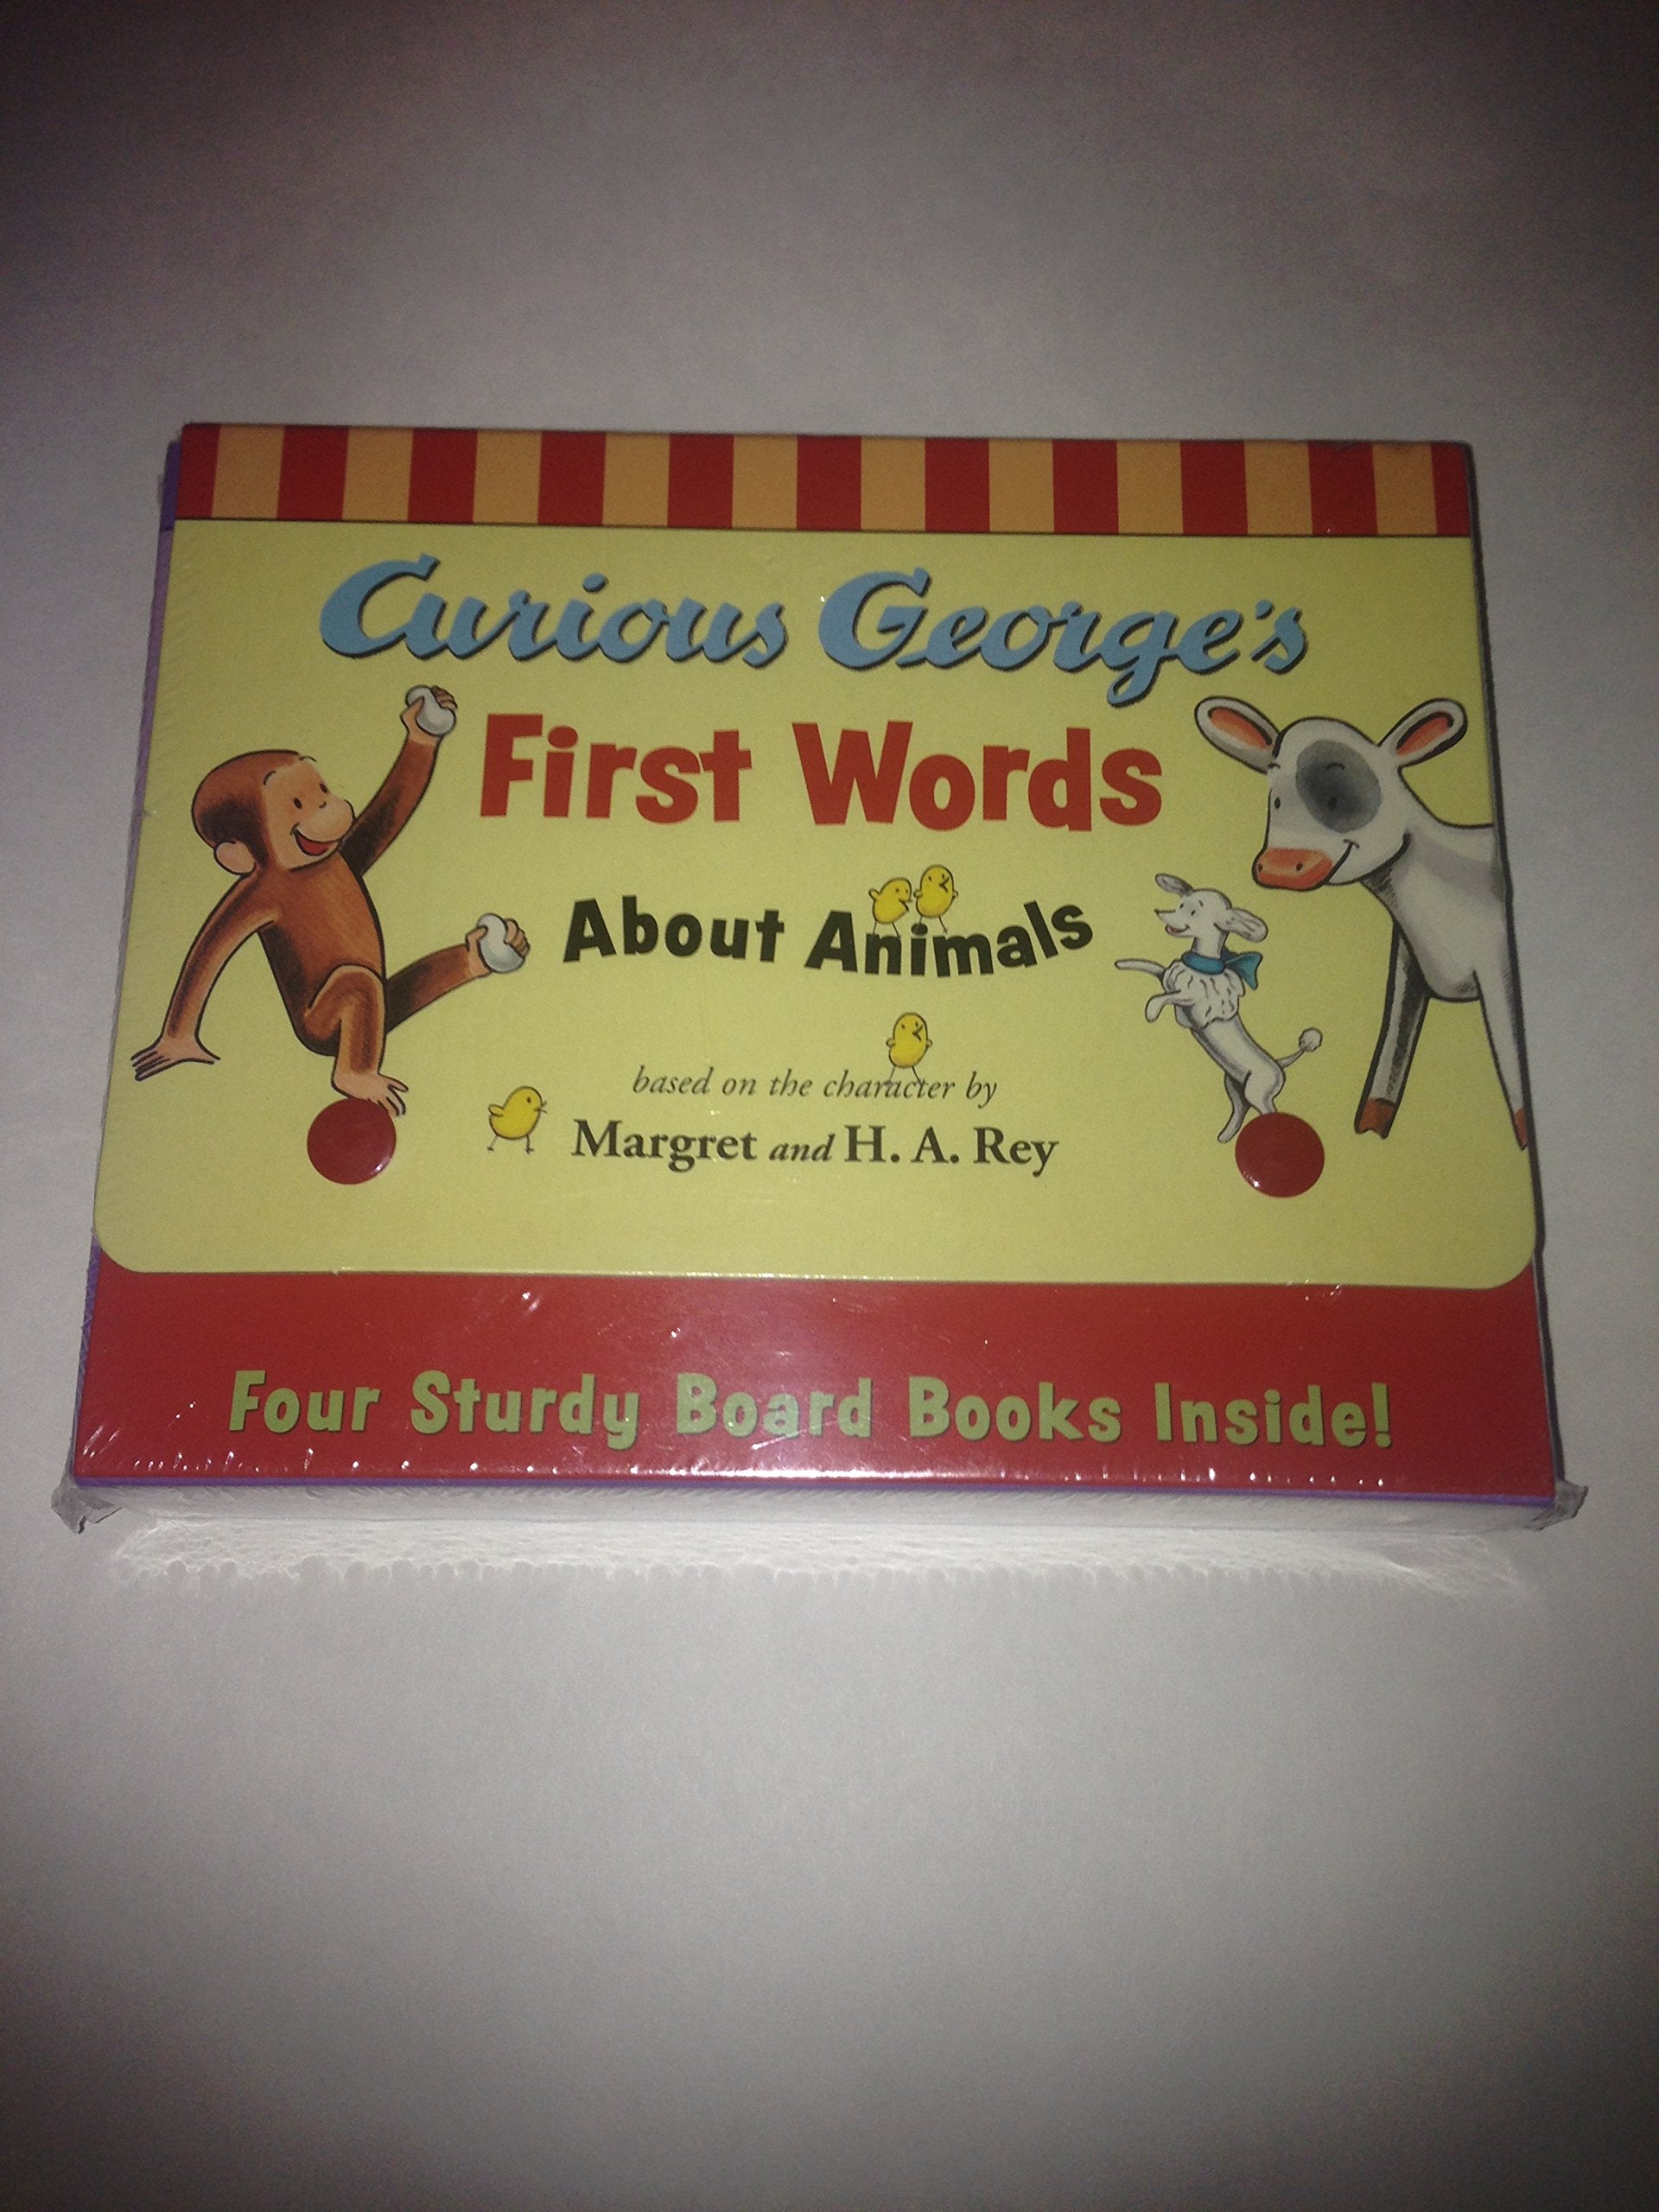 Curious George's
First Words
About Animals
based on the character by
Margret and H. A. Rey
Four Sturdy Board Books Inside!